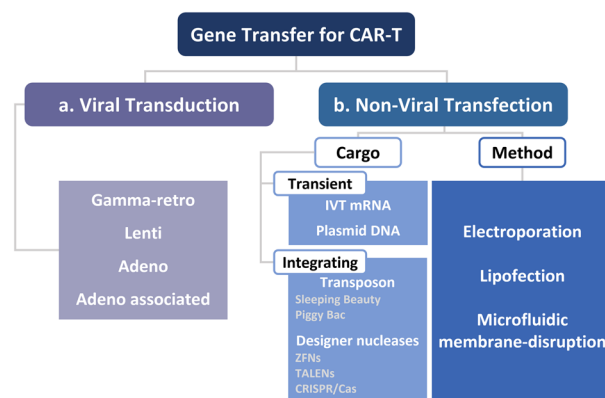 Gene Transfer for CAR-T
a. Viral Transduction
Gamma-retro
Lenti
Adeno
Adeno associated
b. Non-Viral Transfection
Cargo
Transient
IVT mRNA
Plasmid DNA
Integrating
Transposon
Sleeping Beauty
Piggy Bac
Designer nucleases
ZFNs
TALENs
CRISPR/Cas
Method
Electroporation
Lipofection
Microfluidic
membrane-disruption